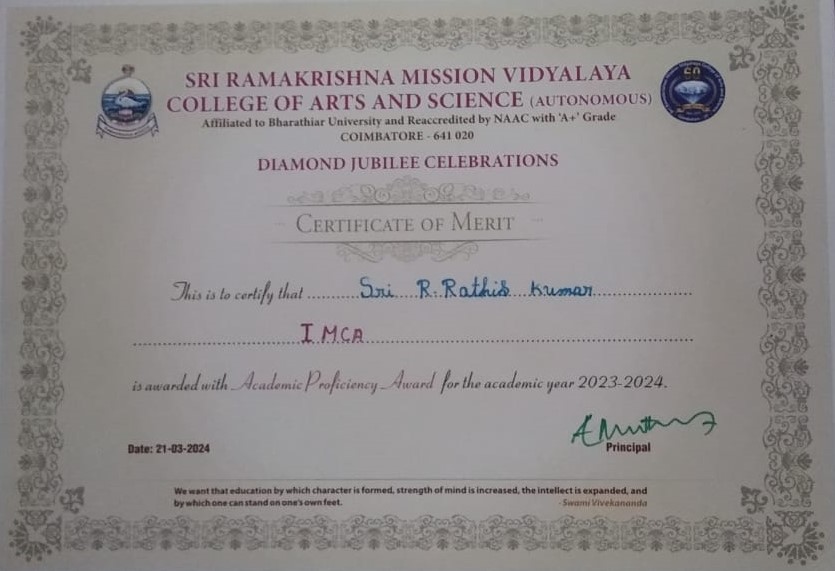 SRI RAMAKRISHNA MISSION VIDYALAYA
COLLEGE OF ARTS AND SCIENCE (AUTONOMOUS)
Affiliated to Bharathiar University and Reaccredited by NAAC with 'A+' Grade
COIMBATORE - 641 020
DIAMOND JUBILEE CELEBRATIONS
CERTIFICATE OF MERIT
This is to certify that Sri R. Rathis Kumar
I MCA
is awarded with Academic Proficiency Award for the academic year 2023-2024.
Date: 21-03-2024
Principal
We want that education by which character is formed, strength of mind is increased, the intellect is expanded, and
by which one can stand on one's own feet.
- Swami Vivekananda